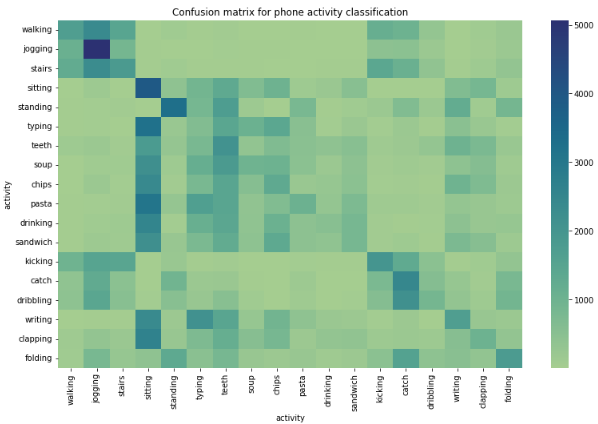 Confusion matrix for phone activity classification
walking
jogging
stairs
sitting
standing
typing
teeth
soup
chips
pasta
drinking
sandwich
kicking
catch
dribbling
writing
clapping
folding
activity
walking
jogging
stairs
sitting
standing
typing
teeth
soup
chips
pasta
drinking
sandwich
kicking
catch
dribbling
writing
clapping
folding
activity
5000
4000
3000
2000
1000